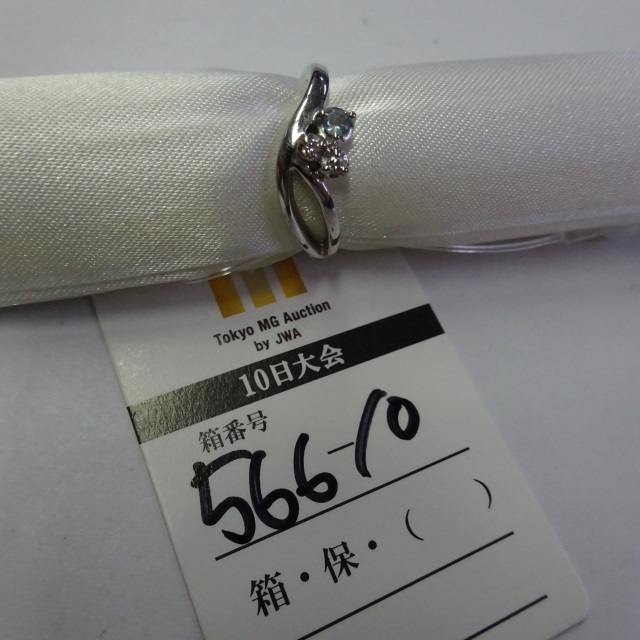 Tokyo MG Auction
by JWA
10日大会
箱番号
566-10
箱・保・（　　）